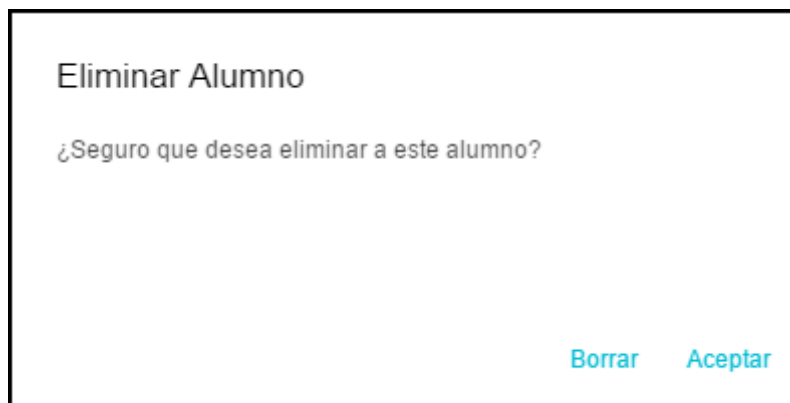 Eliminar Alumno
¿Seguro que desea eliminar a este alumno?
Borrar Aceptar